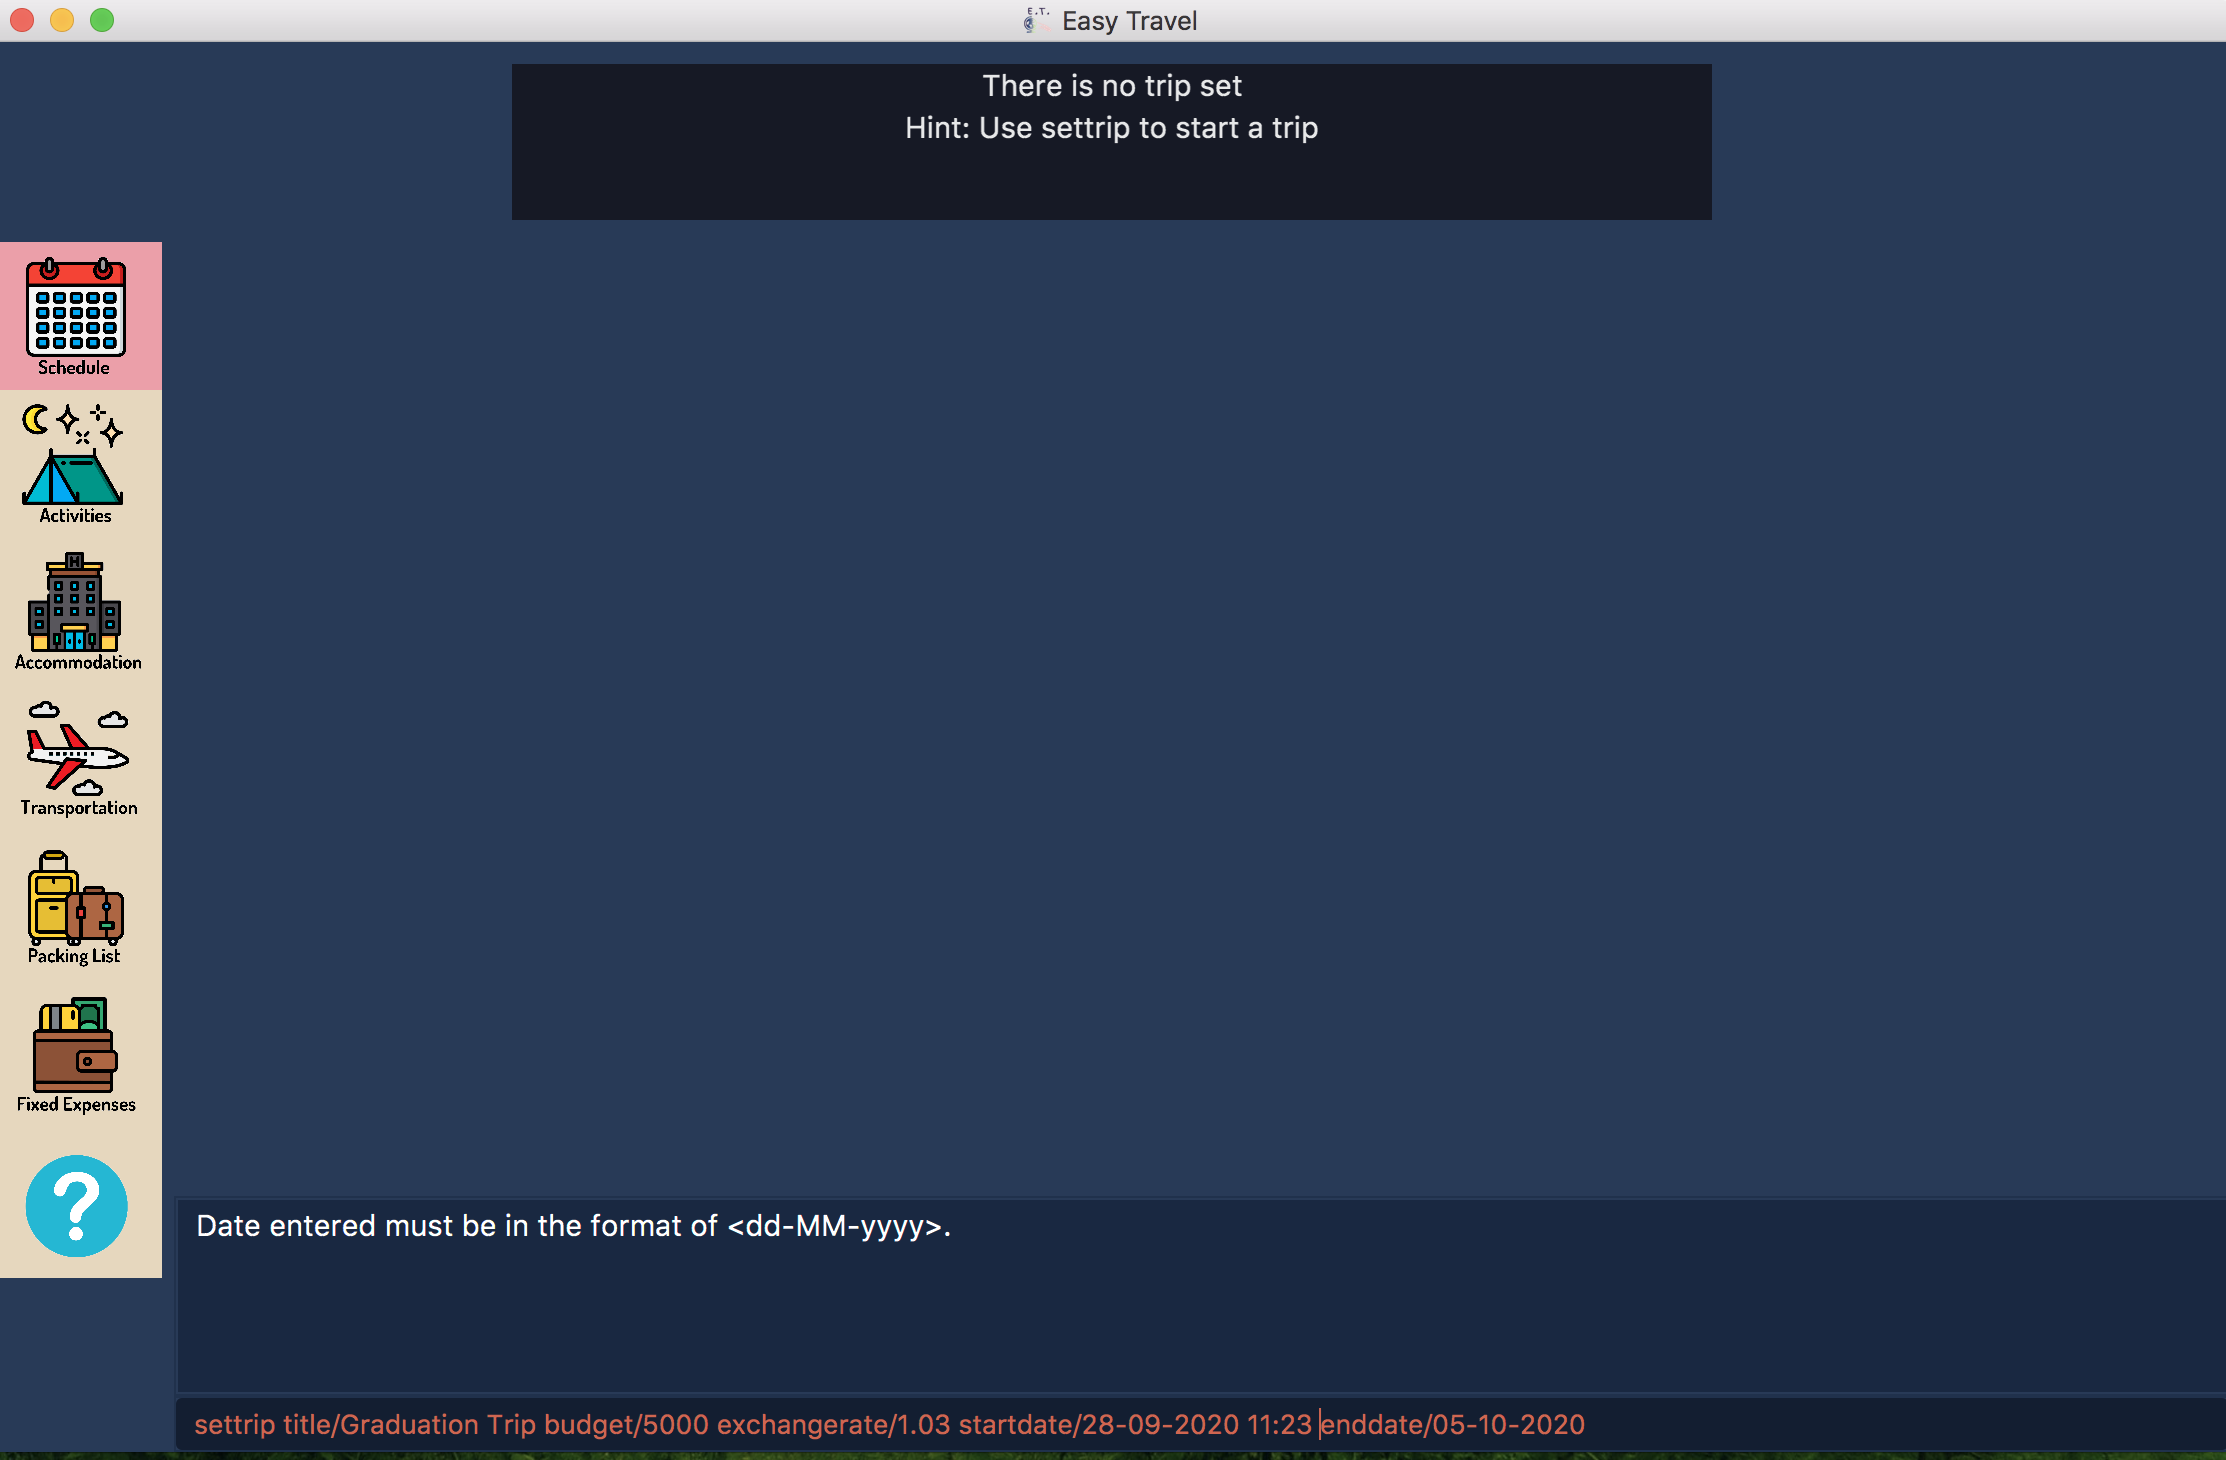 E.T.
Easy Travel
There is no trip set
Hint: Use settrip to start a trip
Schedule
Activities
H
Accommodation
Transportation
Packing List
Fixed Expenses
?
Date entered must be in the format of <dd-MM-yyyy>.
settrip title/Graduation Trip budget/5000 exchangerate/1.03 startdate/28-09-2020 11:23 enddate/05-10-2020